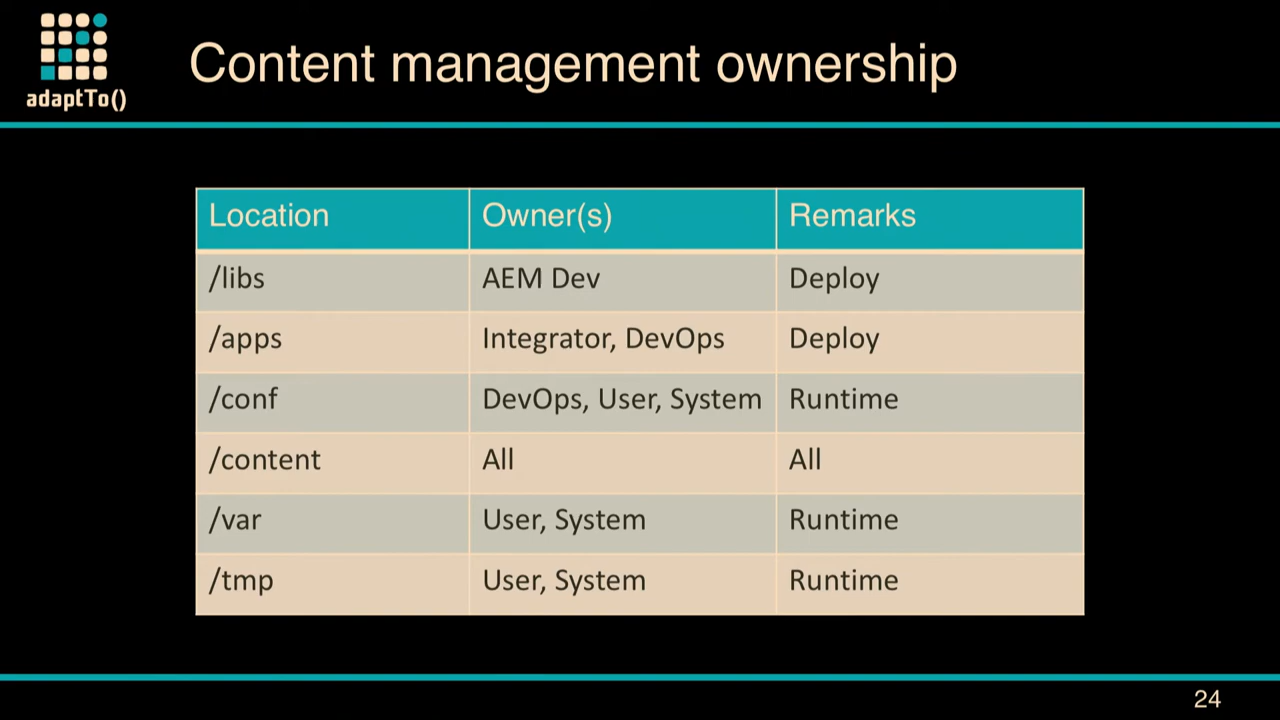 adaptTo()
Content management ownership
Location Owner(s) Remarks
/libs AEM Dev Deploy
/apps Integrator, DevOps Deploy
/conf DevOps, User, System Runtime
/content All All
/var User, System Runtime
/tmp User, System Runtime
24